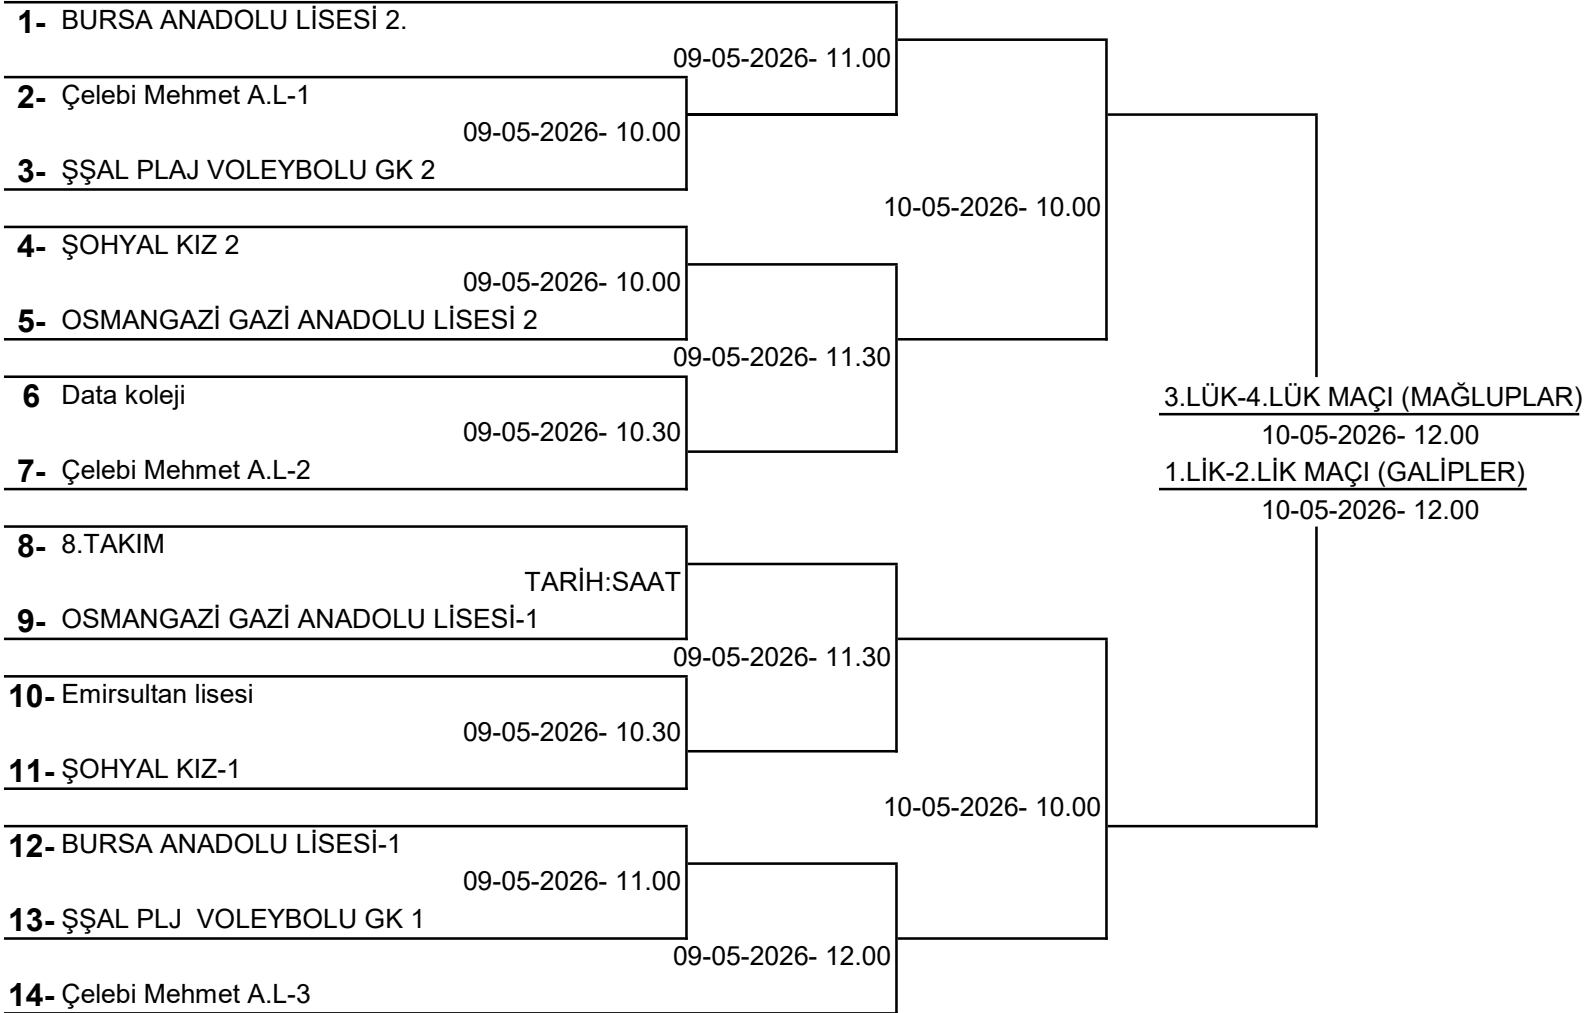 1- BURSA ANADOLU LİSESİ 2.
09-05-2026- 11.00
2- Çelebi Mehmet A.L-1
09-05-2026- 10.00
3- ŞŞAL PLAJ VOLEYBOLU GK 2
10-05-2026- 10.00
4- ŞOHYAL KIZ 2
09-05-2026- 10.00
5- OSMANGAZİ GAZİ ANADOLU LİSESİ 2
09-05-2026- 11.30
6 Data koleji
3.LÜK-4.LÜK MAÇI (MAĞLUPLAR)
09-05-2026- 10.30
10-05-2026- 12.00
7- Çelebi Mehmet A.L-2
1.LİK-2.LİK MAÇI (GALİPLER)
10-05-2026- 12.00
8- 8.TAKIM
TARİH:SAAT
9- OSMANGAZİ GAZİ ANADOLU LİSESİ-1
09-05-2026- 11.30
10- Emirsultan lisesi
09-05-2026- 10.30
11- ŞOHYAL KIZ-1
10-05-2026- 10.00
12- BURSA ANADOLU LİSESİ-1
09-05-2026- 11.00
13- ŞŞAL PLJ  VOLEYBOLU GK 1
09-05-2026- 12.00
14- Çelebi Mehmet A.L-3